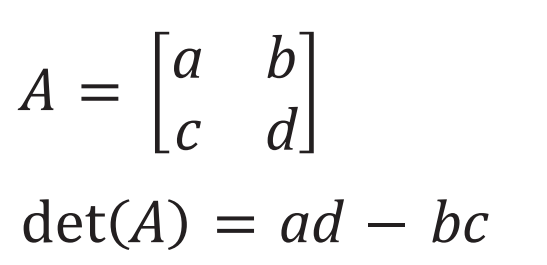 A = [a b
c d]
det(A) = ad − bc